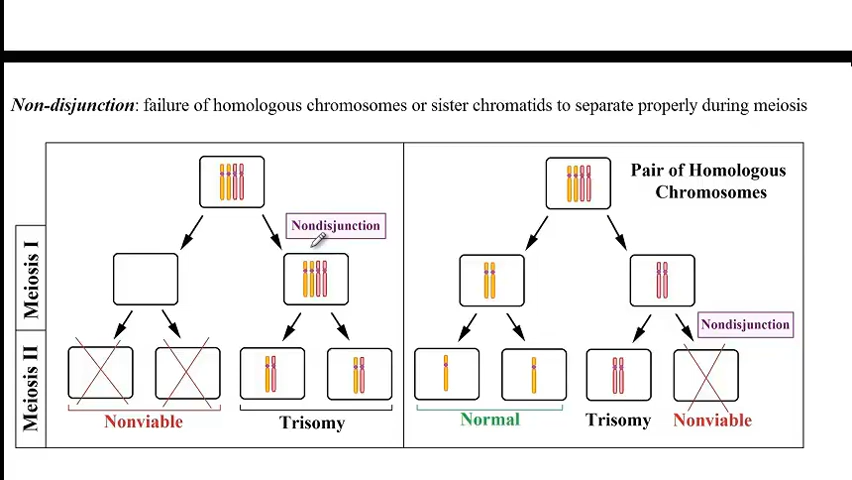 Non-disjunction: failure of homologous chromosomes or sister chromatids to separate properly during meiosis
Pair of Homologous
Chromosomes
Nondisjunction
Meiosis I
Nondisjunction
Meiosis II
Nonviable
Trisomy
Normal
Trisomy
Nonviable